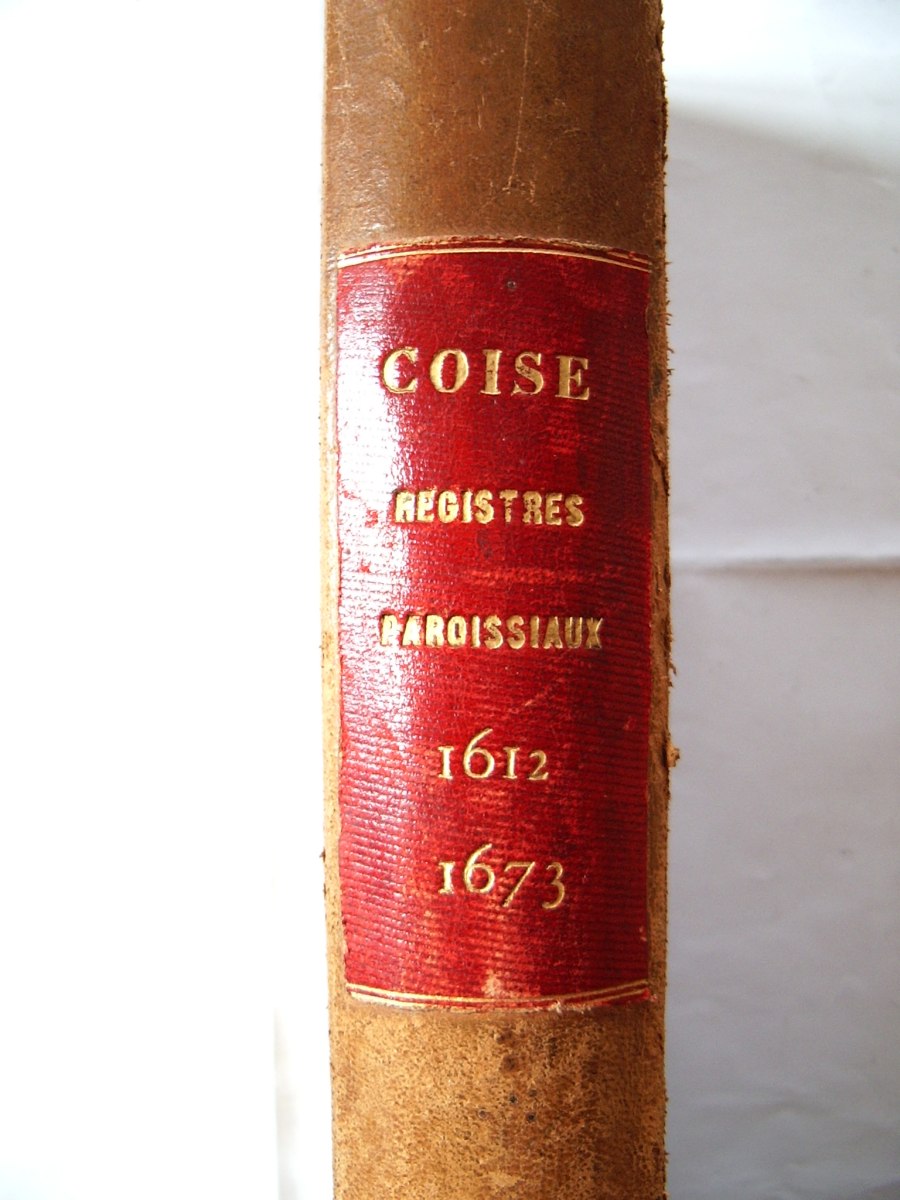 COISE
REGISTRES
PAROISSIAUX
1612
1673